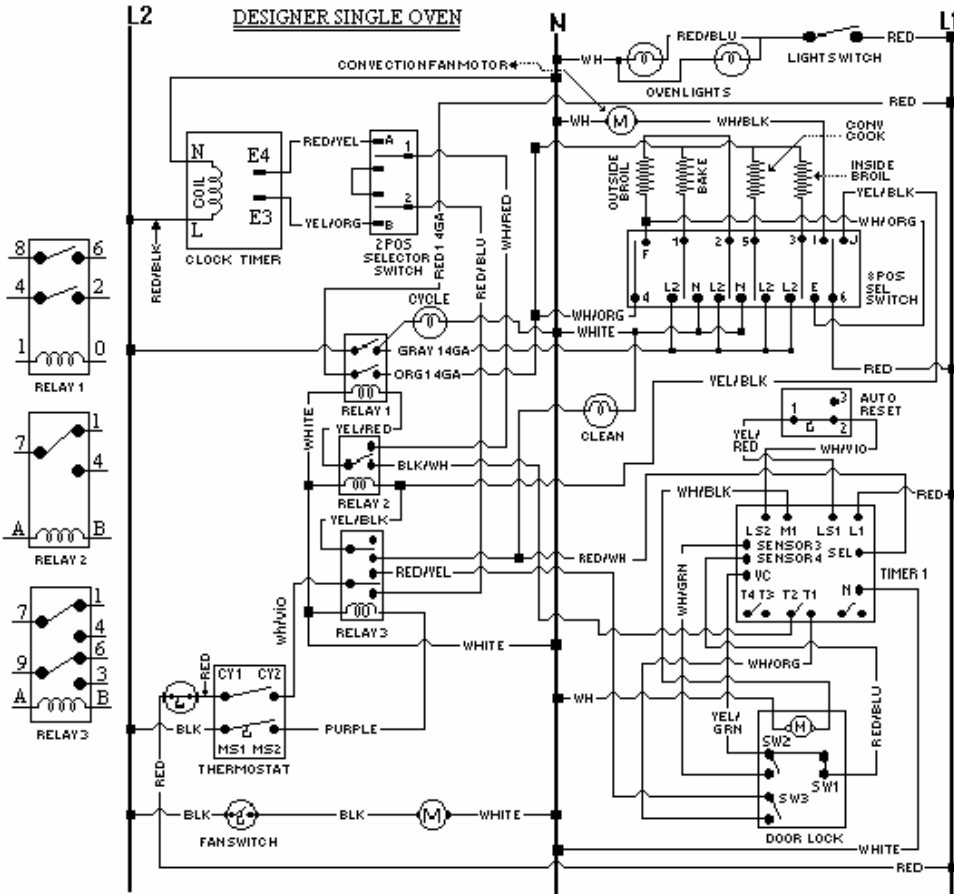 L2
DESIGNER SINGLE OVEN
N
L1
RED/BLU
RED
WH
LIGHT SWITCH
CONVECTION FAN MOTOR
OVEN LIGHTS
RED
WH
M
WH/BLK
CONV
COOK
N
E4
RED/YEL
A
1
OUTSIDE
BROIL
BAKE
INSIDE
BROIL
COIL
YEL/BLK
L
E3
YEL/ORG
2
B
WH/RED
WH/ORG
CLOCK TIMER
2 POS
SELECTOR
SWITCH
RED 14GA
RED/BLU
RED/BLK
F
1
2
5
3
I
J
8 POS
SEL
SWITCH
4
L2
N
L2
N
L2
L2
E
6
8
6
4
2
1
0
RELAY 1
CYCLE
WH/ORG
WHITE
GRAY 14GA
RED
ORG 14GA
YEL/BLK
RELAY 1
3
AUTO
RESET
1
2
CLEAN
WHITE
YEL/RED
YEL/
RED
WH/VIO
BLK/WH
7
1
4
A
B
RELAY 2
RELAY 2
WH/BLK
RED
YEL/BLK
LS2
M1
LS1
L1
SENSOR3
SENSOR4
SEL
RED/WH
VC
TIMER 1
RED/YEL
WH/GRN
N
T4
T3
T2
T1
RELAY 3
7
1
4
9
6
3
A
B
RELAY 3
WH/VIO
WHITE
WH/ORG
RED
CY1
CY2
WH
YEL/
GRN
RED/BLU
BLK
PURPLE
MS1
MS2
THERMOSTAT
RED
M
SW2
SW1
SW3
BLK
BLK
M
WHITE
FAN SWITCH
DOOR LOCK
WHITE
RED